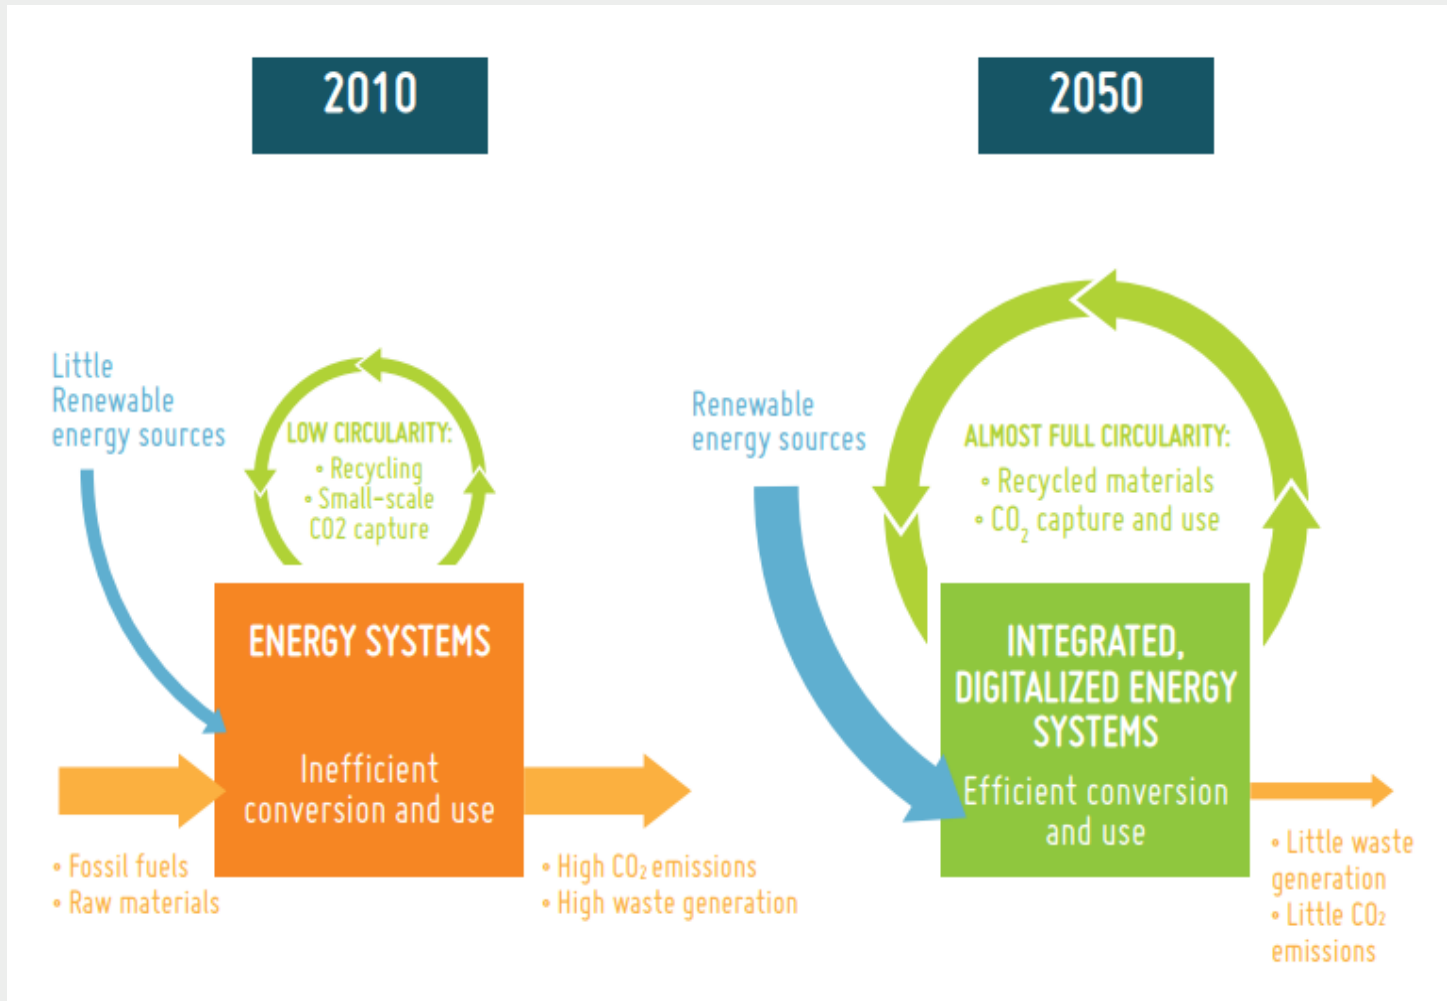 2010
Little
Renewable
energy sources
LOW CIRCULARITY:
• Recycling
• Small-scale
CO2 capture
ENERGY SYSTEMS
Inefficient
conversion and use
• Fossil fuels
• Raw materials
• High CO₂ emissions
• High waste generation
2050
Renewable
energy sources
ALMOST FULL CIRCULARITY:
• Recycled materials
• CO₂ capture and use
INTEGRATED,
DIGITALIZED ENERGY
SYSTEMS
Efficient conversion
and use
• Little waste
generation
• Little CO₂
emissions